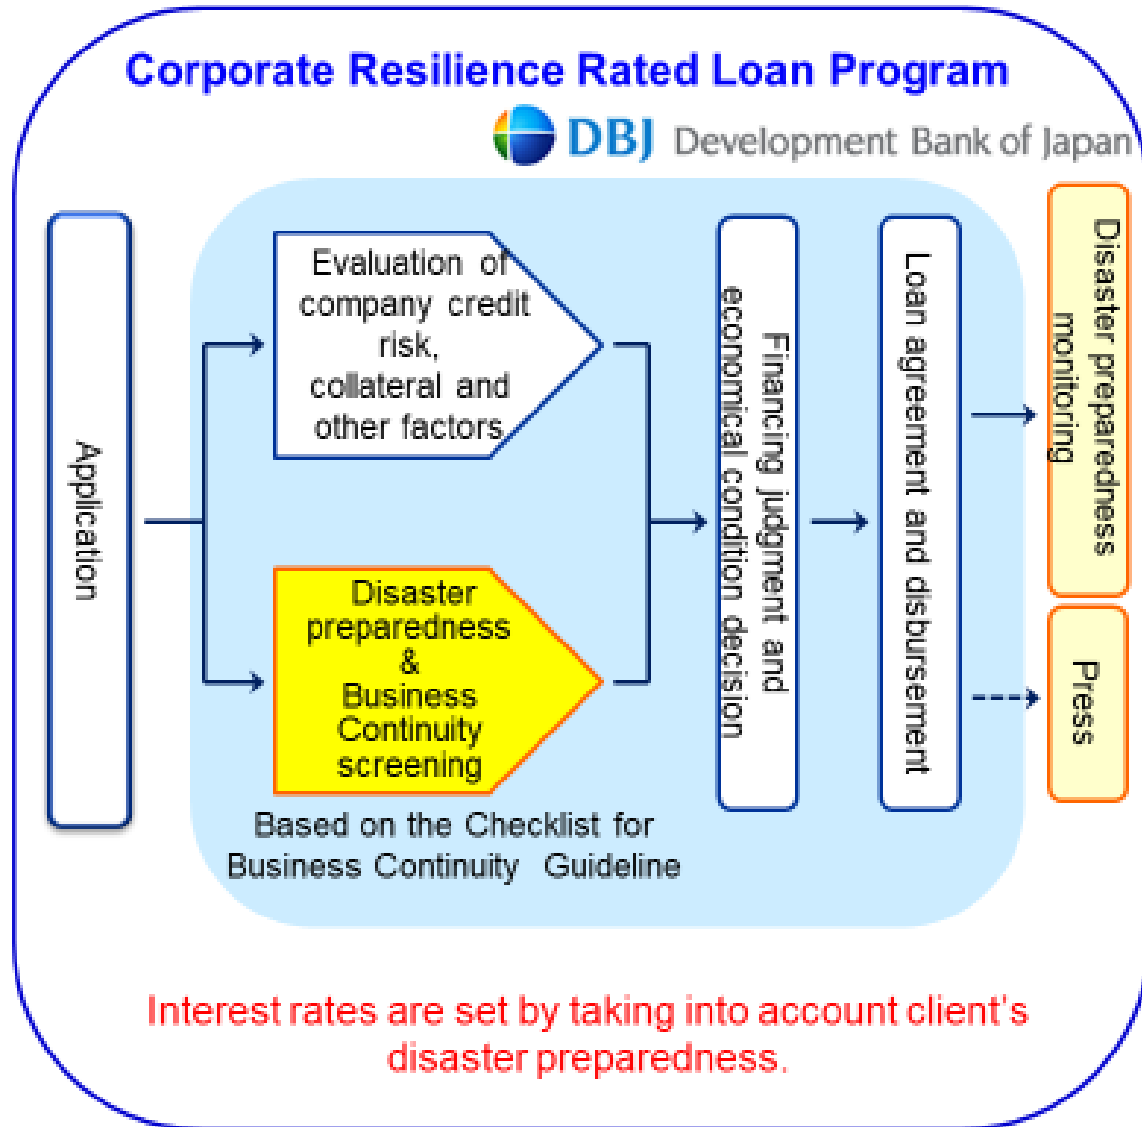 Corporate Resilience Rated Loan Program
DBJ Development Bank of Japan
Application
Evaluation of
company credit
risk,
collateral and
other factors
Disaster
preparedness
&
Business
Continuity
screening
Based on the Checklist for
Business Continuity Guideline
Financing judgment and
economical condition decision
Loan agreement and disbursement
Disaster preparedness
monitoring
Press
Interest rates are set by taking into account client's
disaster preparedness.